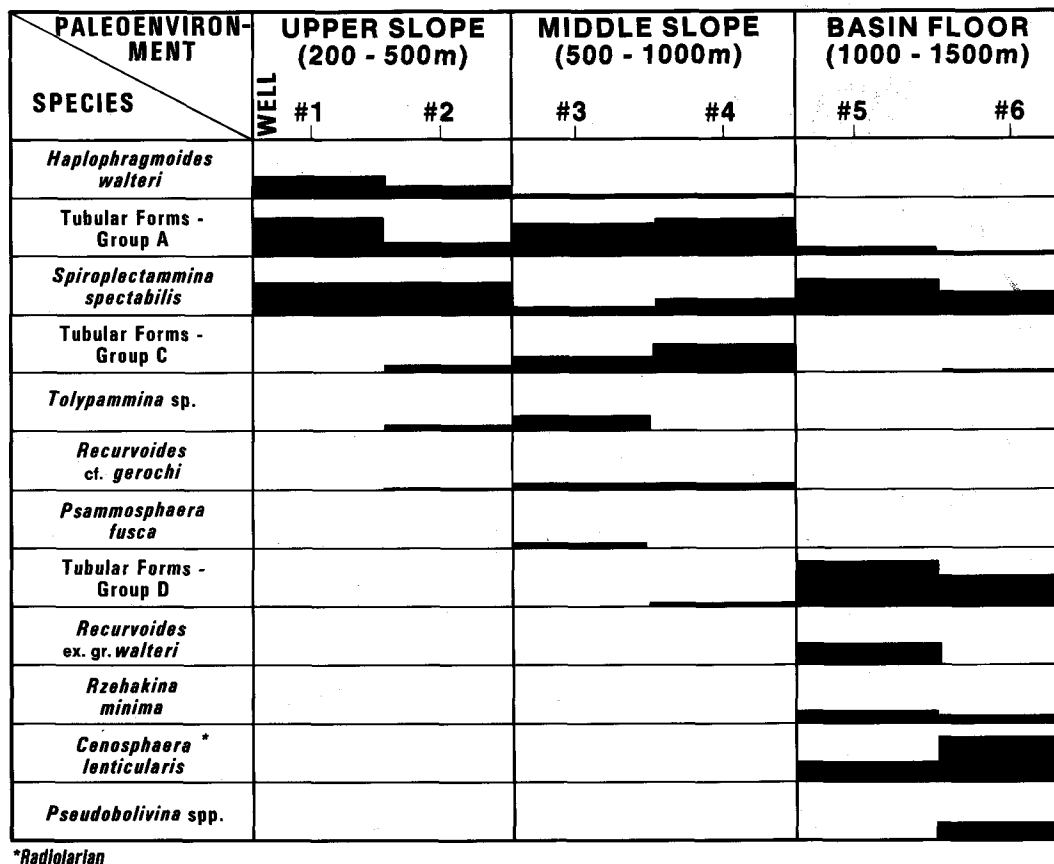 PALEOENVIRON-
MENT
SPECIES
WELL
UPPER SLOPE
(200 - 500m)
#1 #2
MIDDLE SLOPE
(500 - 1000m)
#3 #4
BASIN FLOOR
(1000 - 1500m)
#5 #6
Haplophragmoides
walteri
Tubular Forms -
Group A
Spiroplectammina
spectabilis
Tubular Forms -
Group C
Tolypammina sp.
Recurvoides
cf. gerochi
Psammosphaera
fusca
Tubular Forms -
Group D
Recurvoides
ex. gr. walteri
Rzehakina
minima
Cenosphaera *
lenticularis
Pseudobolivina spp.
*Radiolarian